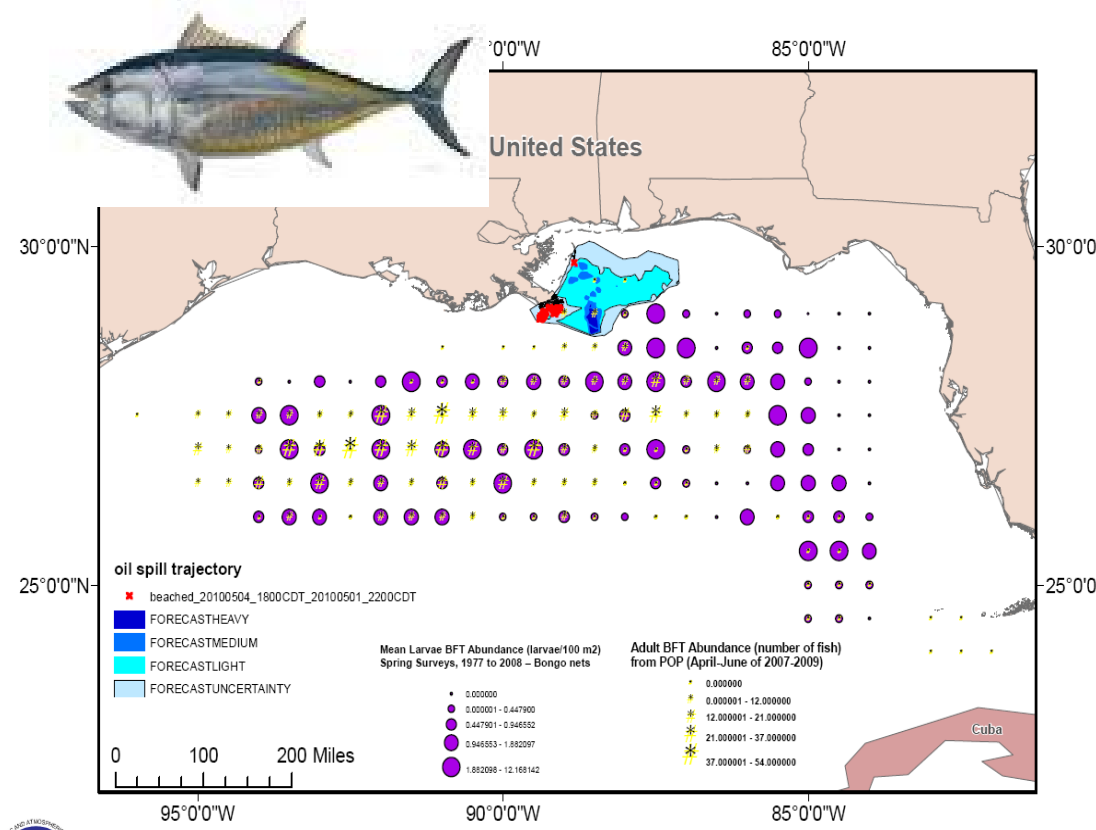 0°0'W
85°0'0"W
United States
30°0'0"N
30°0'0
25°0'0"N
25°0'0
oil spill trajectory
beached_20100504_1800CDT_20100501_2200CDT
FORECASTHEAVY
FORECASTMEDIUM
FORECASTLIGHT
FORECASTUNCERTAINTY
0 100 200 Miles
Mean Larvae BFT Abundance (larvae/100 m2)
Spring Surveys, 1977 to 2008 – Bongo nets
0.000000
0.000001 - 0.447900
0.447901 - 0.946552
0.946553 - 1.882097
1.882098 - 12.168142
Adult BFT Abundance (number of fish)
from POP (April-June of 2007-2009)
0.000000
0.000001 - 12.000000
12.000001 - 21.000000
21.000001 - 37.000000
37.000001 - 54.000000
Cuba
95°0'0"W
90°0'0"W
85°0'0"W
AND ATMOSPHERIC